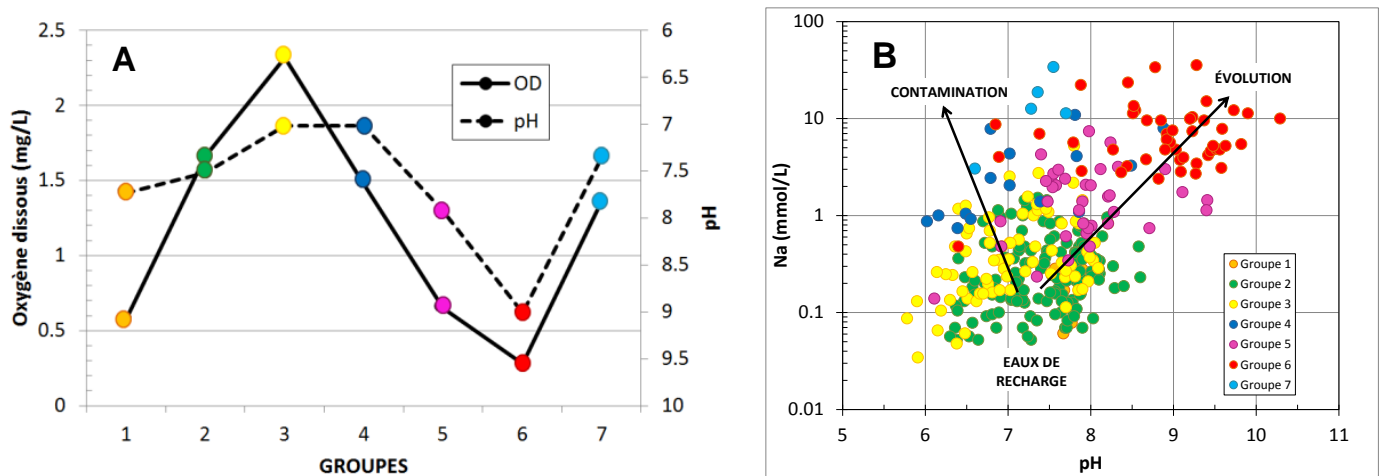 A
OD
pH
2.5
2
1.5
1
0.5
0
Oxygène dissous (mg/L)
6
6.5
7
7.5
8
8.5
9
9.5
10
pH
1 2 3 4 5 6 7
GROUPES
B
CONTAMINATION
ÉVOLUTION
EAUX DE
RECHARGE
100
10
1
0.1
0.01
Na (mmol/L)
Groupe 1
Groupe 2
Groupe 3
Groupe 4
Groupe 5
Groupe 6
Groupe 7
5 6 7 8 9 10 11
pH